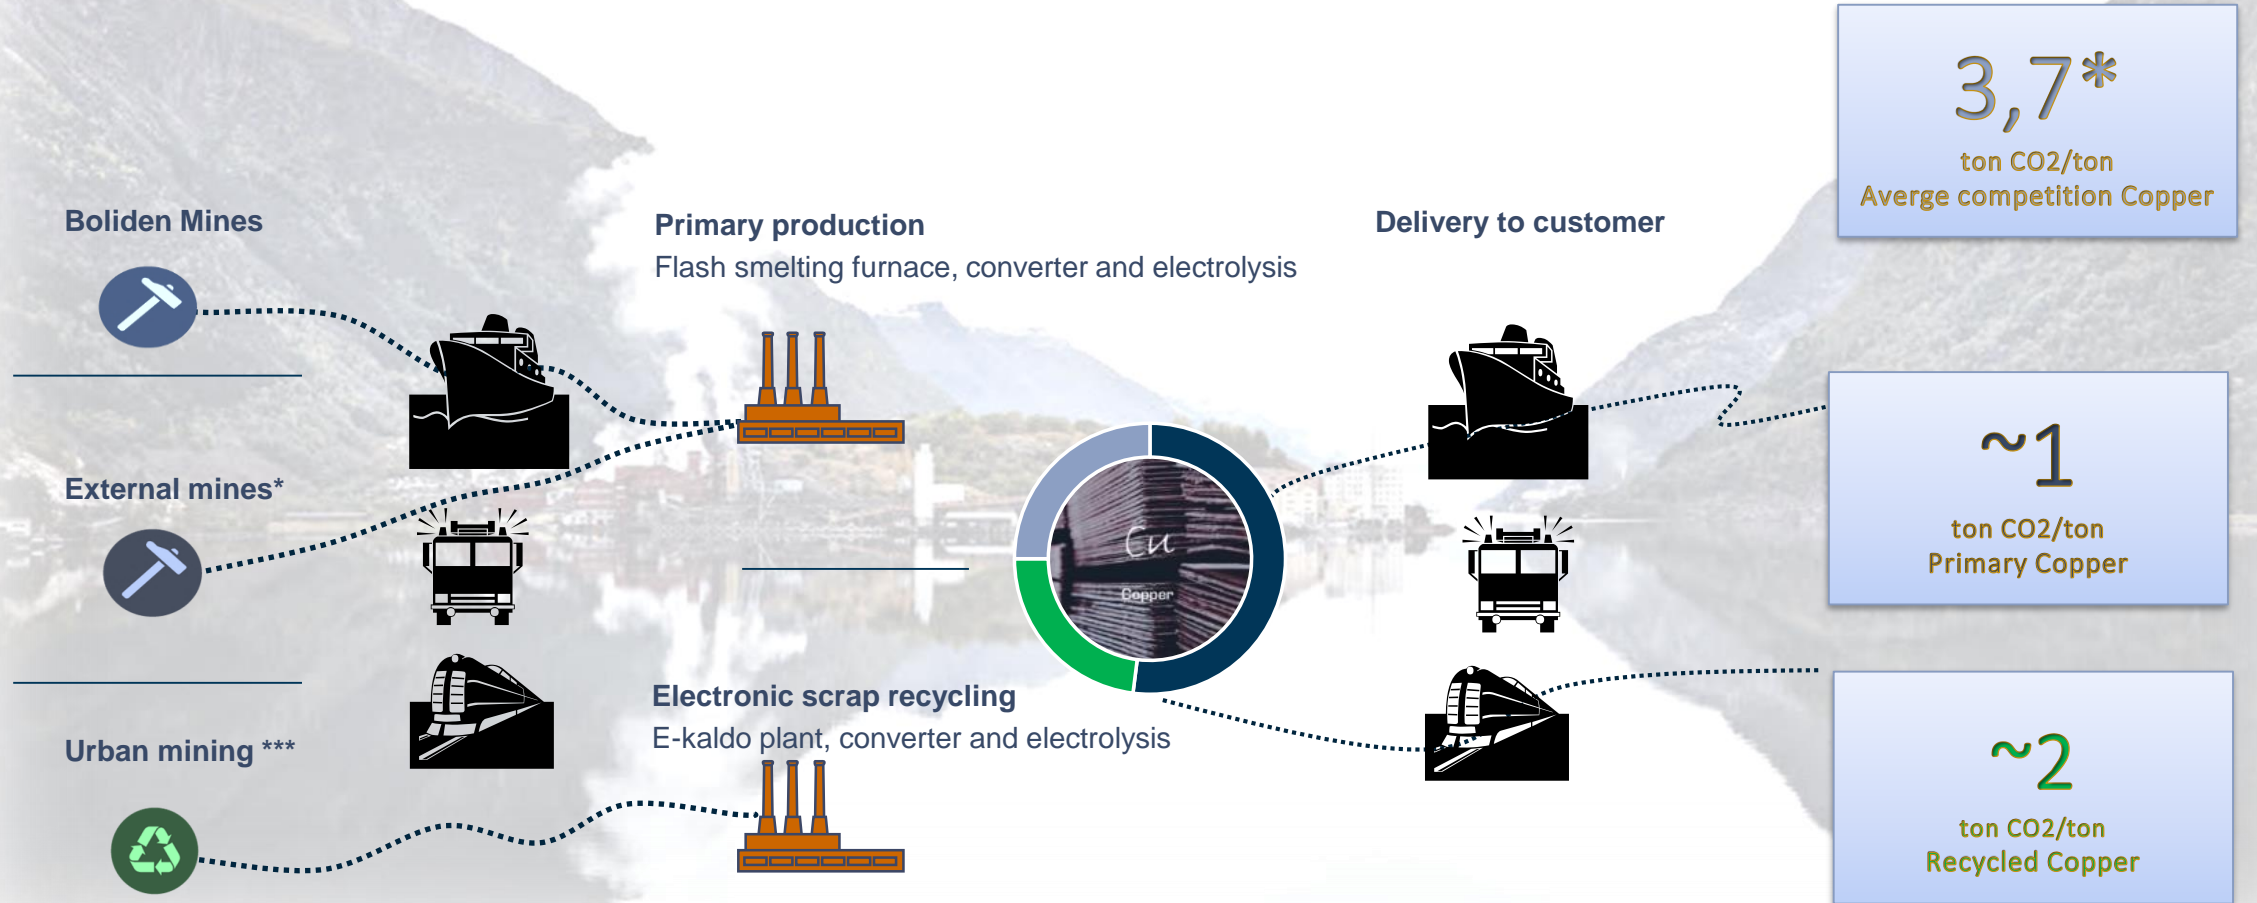 Boliden Mines
External mines*
Urban mining ***
Primary production
Flash smelting furnace, converter and electrolysis
Electronic scrap recycling
E-kaldo plant, converter and electrolysis
Cu
Copper
Delivery to customer
3,7*
ton CO2/ton
Averge competition Copper
~1
ton CO2/ton
Primary Copper
~2
ton CO2/ton
Recycled Copper